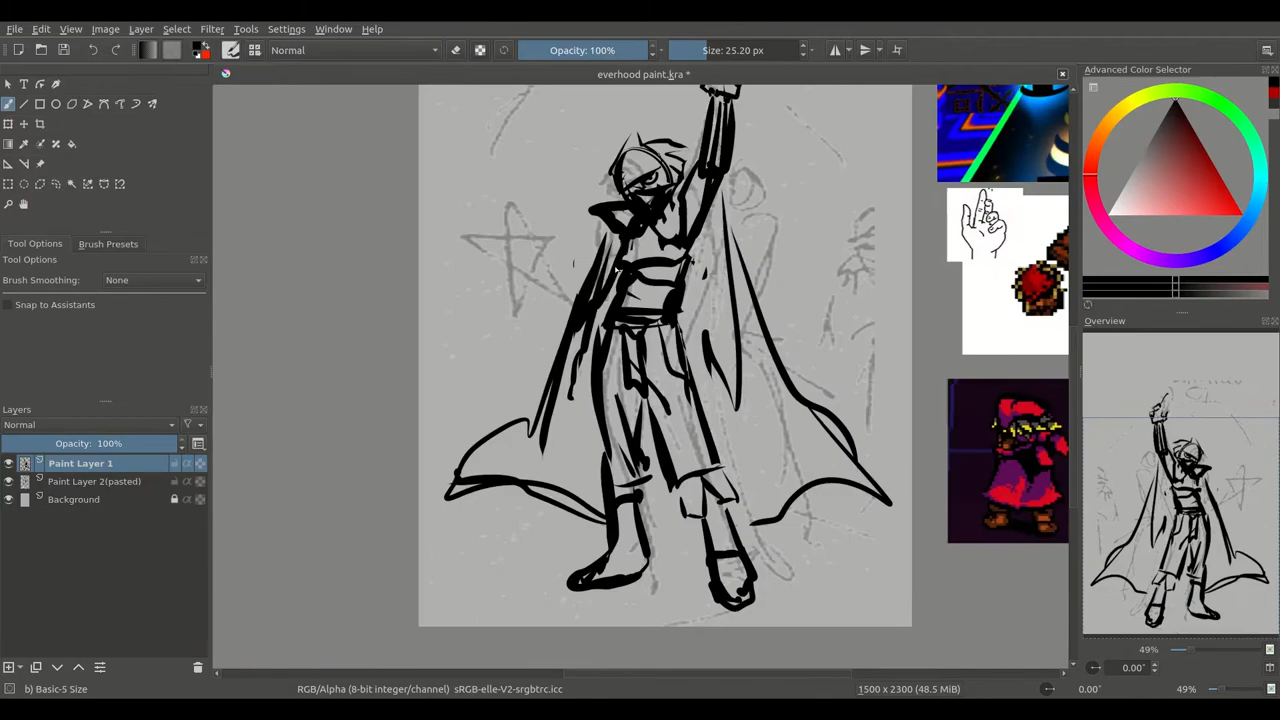 File Edit View Image Layer Select Filter Tools Settings Window Help
Normal Opacity: 100% Size: 25.20 px
everhood paint.kra *
Advanced Color Selector
Tool Options Brush Presets
Tool Options
Brush Smoothing: None
Snap to Assistants
Overview
Layers
Normal
Opacity: 100%
Paint Layer 1
Paint Layer 2(pasted)
Background
49%
0.00°
b) Basic-5 Size RGB/Alpha (8-bit integer/channel) sRGB-elle-V2-srgbtrc.icc 1500 x 2300 (48.5 MiB) 0.00° 49%